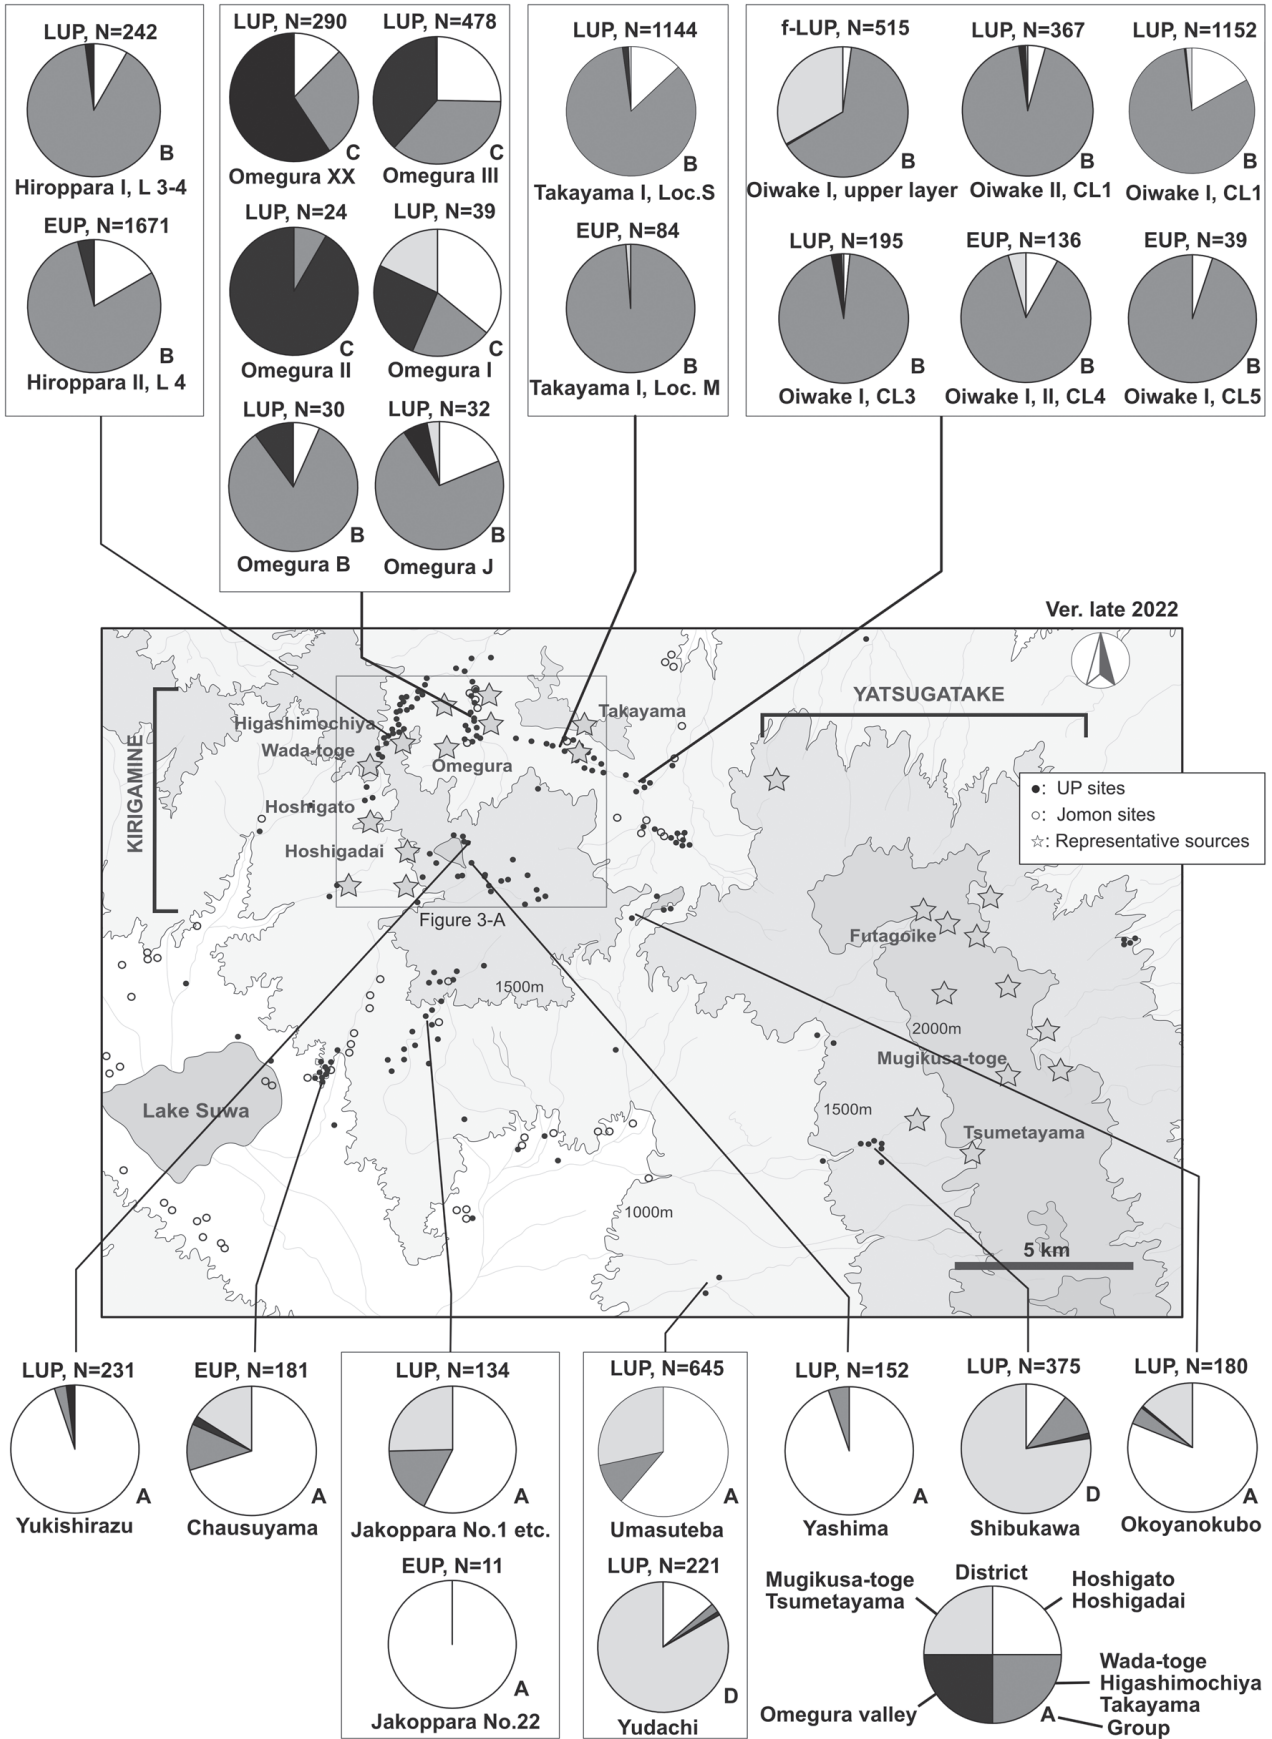 LUP, N=242
B
Hiroppara I, L 3-4
EUP, N=1671
B
Hiroppara II, L 4
LUP, N=290
C
Omegura XX
LUP, N=478
C
Omegura III
LUP, N=24
C
Omegura II
LUP, N=39
C
Omegura I
LUP, N=30
B
Omegura B
LUP, N=32
B
Omegura J
LUP, N=1144
B
Takayama I, Loc.S
EUP, N=84
B
Takayama I, Loc. M
f-LUP, N=515
B
Oiwake I, upper layer
LUP, N=367
B
Oiwake II, CL1
LUP, N=1152
B
Oiwake I, CL1
LUP, N=195
B
Oiwake I, CL3
EUP, N=136
B
Oiwake I, II, CL4
EUP, N=39
B
Oiwake I, CL5
Ver. late 2022
KIRIGAMINE
YATSUGATAKE
Higashimochiya
Wada-toge
Omegura
Takayama
Hoshigato
Hoshigadai
Figure 3-A
1500m
Lake Suwa
: UP sites
: Jomon sites
: Representative sources
Futagoike
2000m
Mugikusa-toge
1500m
Tsumetayama
1000m
5 km
LUP, N=231
A
Yukishirazu
EUP, N=181
A
Chausuyama
LUP, N=134
A
Jakoppara No.1 etc.
EUP, N=11
A
Jakoppara No.22
LUP, N=645
A
Umasuteba
LUP, N=221
D
Yudachi
LUP, N=152
A
Yashima
LUP, N=375
D
Shibukawa
LUP, N=180
A
Okoyanokubo
District
Mugikusa-toge
Tsumetayama
Hoshigato
Hoshigadai
Omegura valley
Wada-toge
Higashimochiya
Takayama
A
Group